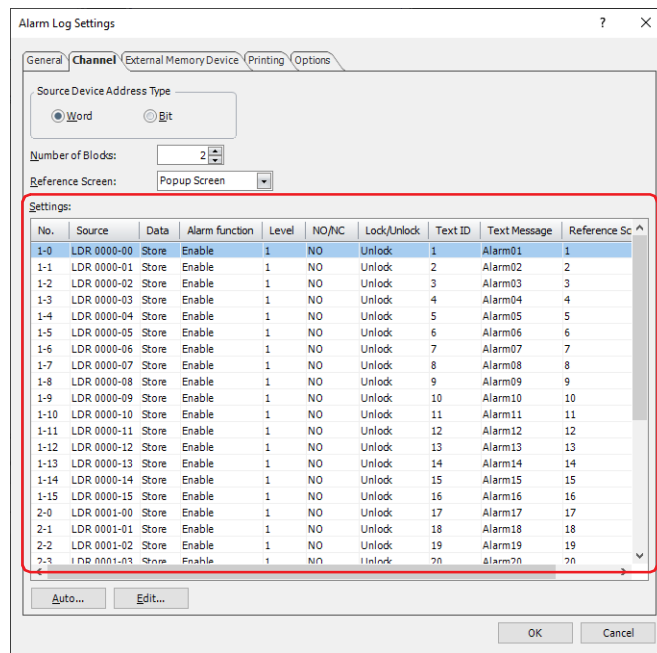 Alarm Log Settings ? ×
General Channel External Memory Device Printing Options
Source Device Address Type
Word Bit
Number of Blocks: 2
Reference Screen: Popup Screen
Settings:
No. Source Data Alarm function Level NO/NC Lock/Unlock Text ID Text Message Reference Sc
1-0 LDR 0000-00 Store Enable 1 NO Unlock 1 Alarm01 1
1-1 LDR 0000-01 Store Enable 1 NO Unlock 2 Alarm02 2
1-2 LDR 0000-02 Store Enable 1 NO Unlock 3 Alarm03 3
1-3 LDR 0000-03 Store Enable 1 NO Unlock 4 Alarm04 4
1-4 LDR 0000-04 Store Enable 1 NO Unlock 5 Alarm05 5
1-5 LDR 0000-05 Store Enable 1 NO Unlock 6 Alarm06 6
1-6 LDR 0000-06 Store Enable 1 NO Unlock 7 Alarm07 7
1-7 LDR 0000-07 Store Enable 1 NO Unlock 8 Alarm08 8
1-8 LDR 0000-08 Store Enable 1 NO Unlock 9 Alarm09 9
1-9 LDR 0000-09 Store Enable 1 NO Unlock 10 Alarm10 10
1-10 LDR 0000-10 Store Enable 1 NO Unlock 11 Alarm11 11
1-11 LDR 0000-11 Store Enable 1 NO Unlock 12 Alarm12 12
1-12 LDR 0000-12 Store Enable 1 NO Unlock 13 Alarm13 13
1-13 LDR 0000-13 Store Enable 1 NO Unlock 14 Alarm14 14
1-14 LDR 0000-14 Store Enable 1 NO Unlock 15 Alarm15 15
1-15 LDR 0000-15 Store Enable 1 NO Unlock 16 Alarm16 16
2-0 LDR 0001-00 Store Enable 1 NO Unlock 17 Alarm17 17
2-1 LDR 0001-01 Store Enable 1 NO Unlock 18 Alarm18 18
2-2 LDR 0001-02 Store Enable 1 NO Unlock 19 Alarm19 19
2-3 LDR 0001-03 Store Enable 1 NO Unlock 20 Alarm20 20
Auto... Edit...
OK Cancel